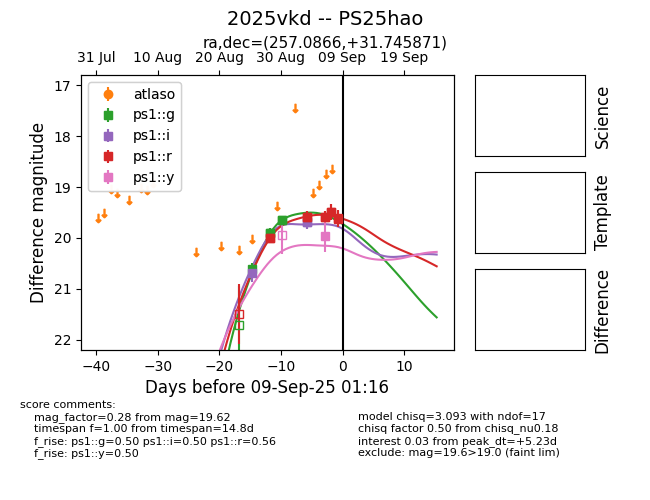 2025vkd -- PS25hao
ra,dec=(257.0866,+31.745871)
31 Jul 10 Aug 20 Aug 30 Aug 09 Sep 19 Sep
17
18
19
20
21
22
Difference magnitude
atlaso
ps1::g
ps1::i
ps1::r
ps1::y
−40 −30 −20 −10 0 10
Days before 09-Sep-25 01:16
Science
Template
Difference
score comments:
mag_factor=0.28 from mag=19.62
timespan f=1.00 from timespan=14.8d
f_rise: ps1::g=0.50 ps1::i=0.50 ps1::r=0.56
f_rise: ps1::y=0.50
model chisq=3.093 with ndof=17
chisq factor 0.50 from chisq_nu0.18
interest 0.03 from peak_dt=+5.23d
exclude: mag=19.6>19.0 (faint lim)